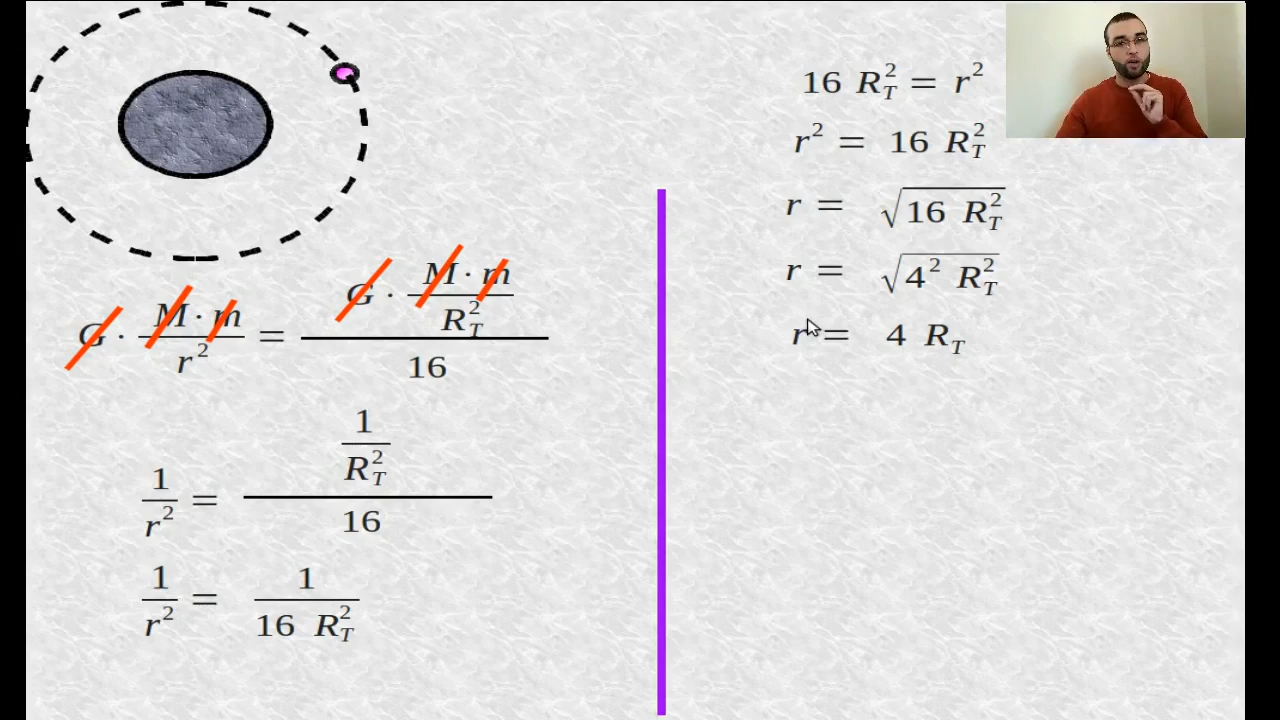 G · M · m / r² = (G · M · m / R_T²) / 16
1 / r² = (1 / R_T²) / 16
1 / r² = 1 / 16 R_T²
16 R_T² = r²
r² = 16 R_T²
r = √16 R_T²
r = √4² R_T²
r = 4 R_T